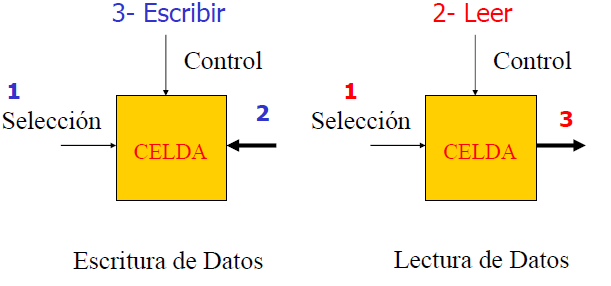 3- Escribir
Control
1
Selección
2
CELDA
Escritura de Datos
2- Leer
Control
1
Selección
3
CELDA
Lectura de Datos